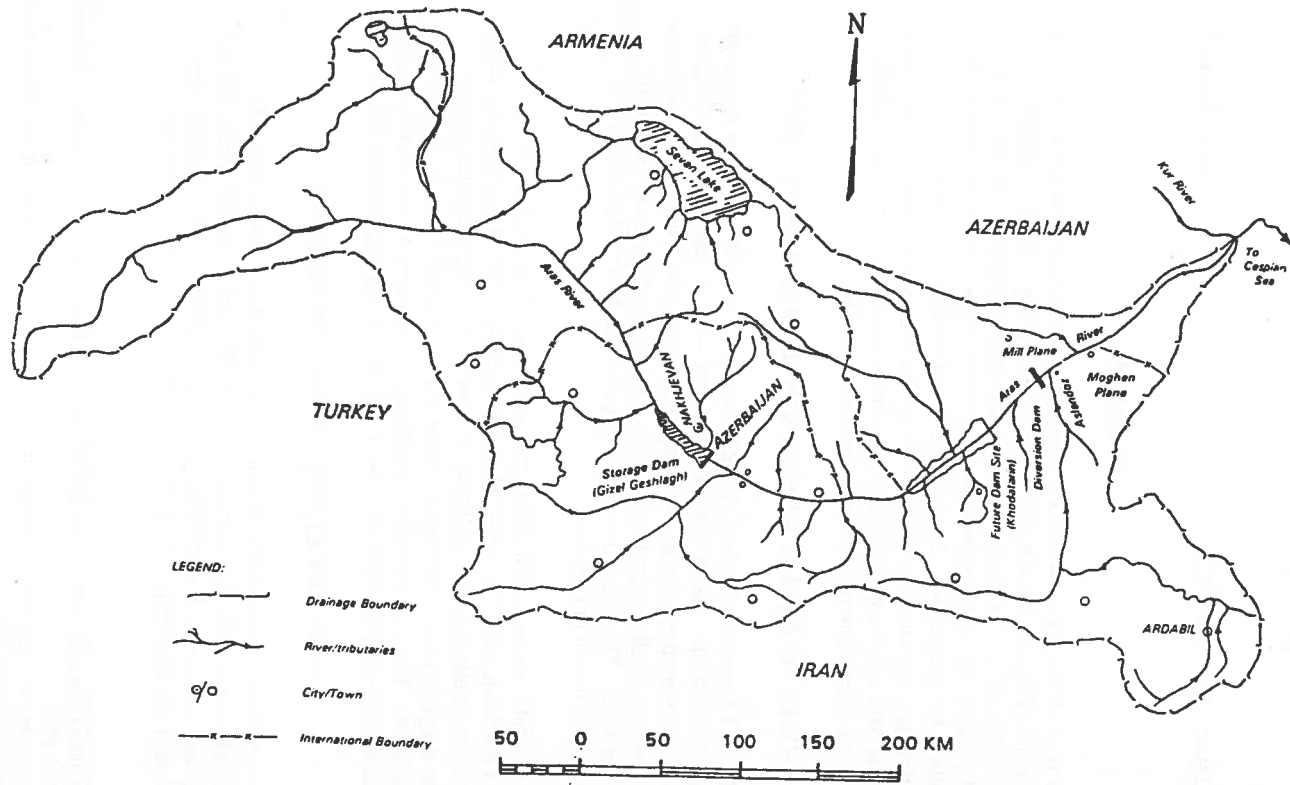 ARMENIA
N
Sevan Lake
Kur River
AZERBAIJAN
To
Cespian
Sea
Aras River
River
Mill Plane
Aras
Moghen
Plane
NAKHJEVAN
AZERBAIJAN
TURKEY
Aslandoz
Storage Dam
(Gizel Geshlagh)
Diversion Dam
Future Dam Site
(Khodatarin)
LEGEND:
Drainage Boundary
River/tributaries
City/Town
International Boundary
ARDABIL
IRAN
50 0 50 100 150 200 KM